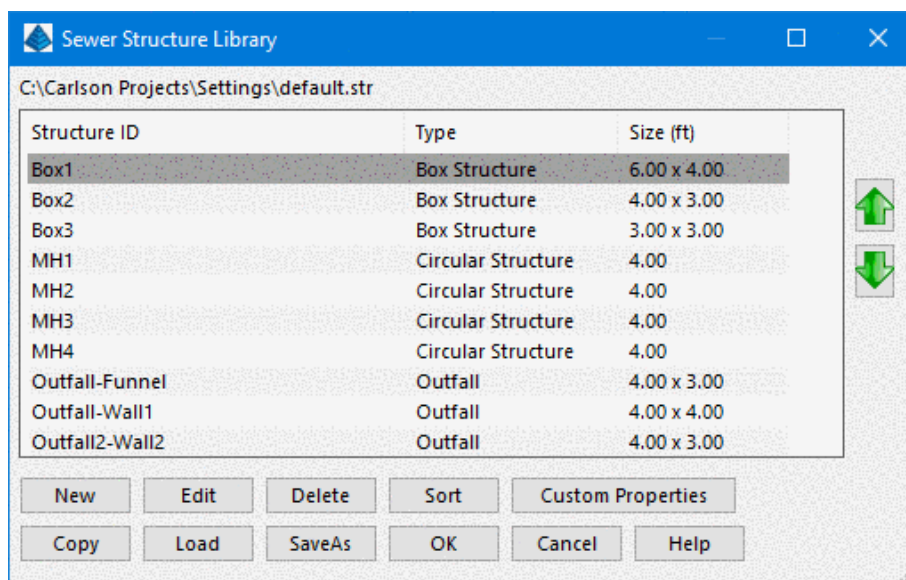 Sewer Structure Library
C:\Carlson Projects\Settings\default.str
Structure ID Type Size (ft)
Box1 Box Structure 6.00 x 4.00
Box2 Box Structure 4.00 x 3.00
Box3 Box Structure 3.00 x 3.00
MH1 Circular Structure 4.00
MH2 Circular Structure 4.00
MH3 Circular Structure 4.00
MH4 Circular Structure 4.00
Outfall-Funnel Outfall 4.00 x 3.00
Outfall-Wall1 Outfall 4.00 x 4.00
Outfall2-Wall2 Outfall 4.00 x 3.00
New Edit Delete Sort Custom Properties
Copy Load SaveAs OK Cancel Help